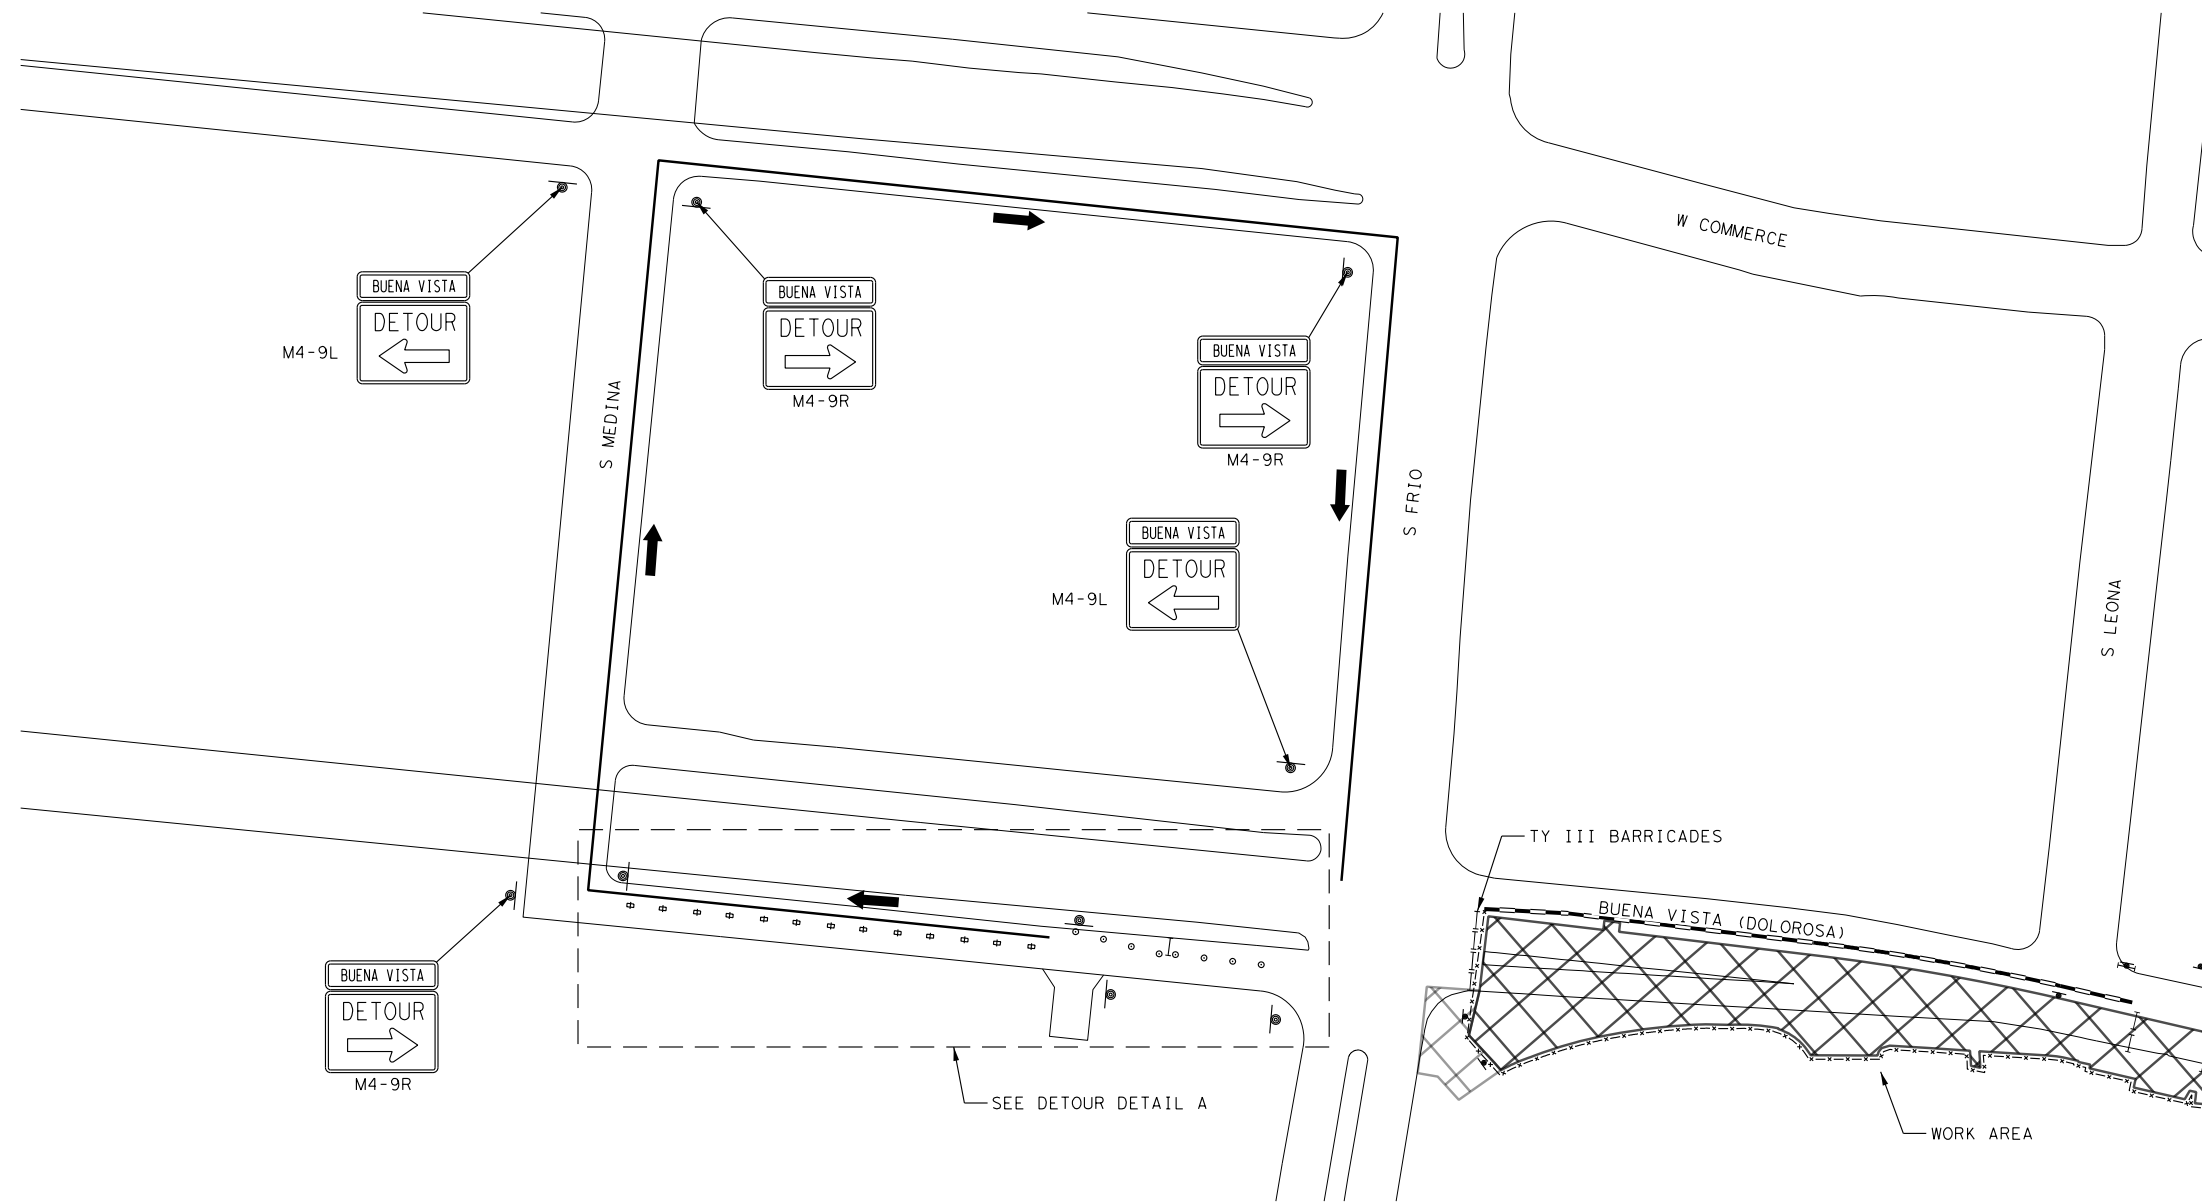 W COMMERCE
BUENA VISTA
DETOUR
M4-9L
BUENA VISTA
DETOUR
M4-9R
BUENA VISTA
DETOUR
M4-9R
S MEDINA
S FRIO
BUENA VISTA
DETOUR
M4-9L
S LEONA
TY III BARRICADES
BUENA VISTA (DOLOROSA)
BUENA VISTA
DETOUR
M4-9R
SEE DETOUR DETAIL A
WORK AREA